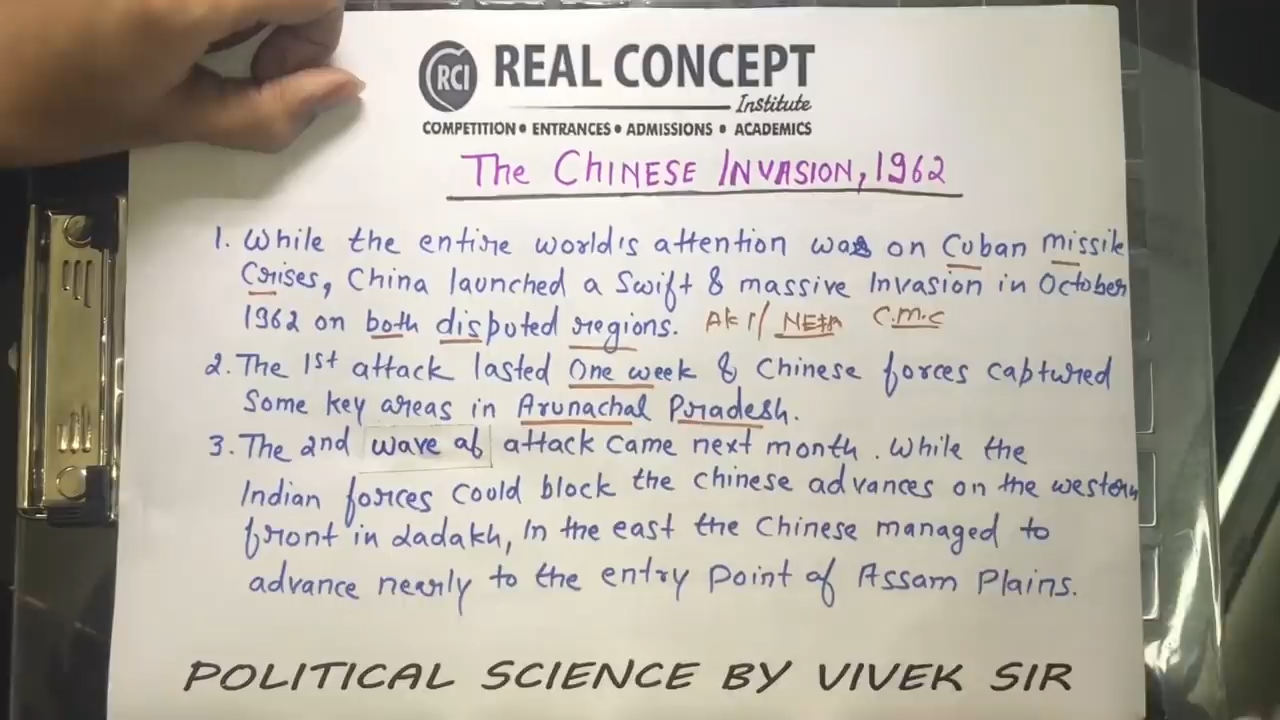 RCI REAL CONCEPT
Institute
COMPETITION • ENTRANCES • ADMISSIONS • ACADEMICS
The CHINESE INVASION, 1962
1. While the entire world's attention was on Cuban missile
Crises, China launched a Swift & massive Invasion in October
1962 on both disputed regions. AK1/ NEFA C.M.C
2. The 1st attack lasted One week & Chinese forces captured
Some key areas in Arunachal Pradesh.
3. The 2nd wave of attack came next month. While the
Indian forces could block the Chinese advances on the western
front in Ladakh, In the east the Chinese managed to
advance nearly to the entry point of Assam Plains.
POLITICAL SCIENCE BY VIVEK SIR